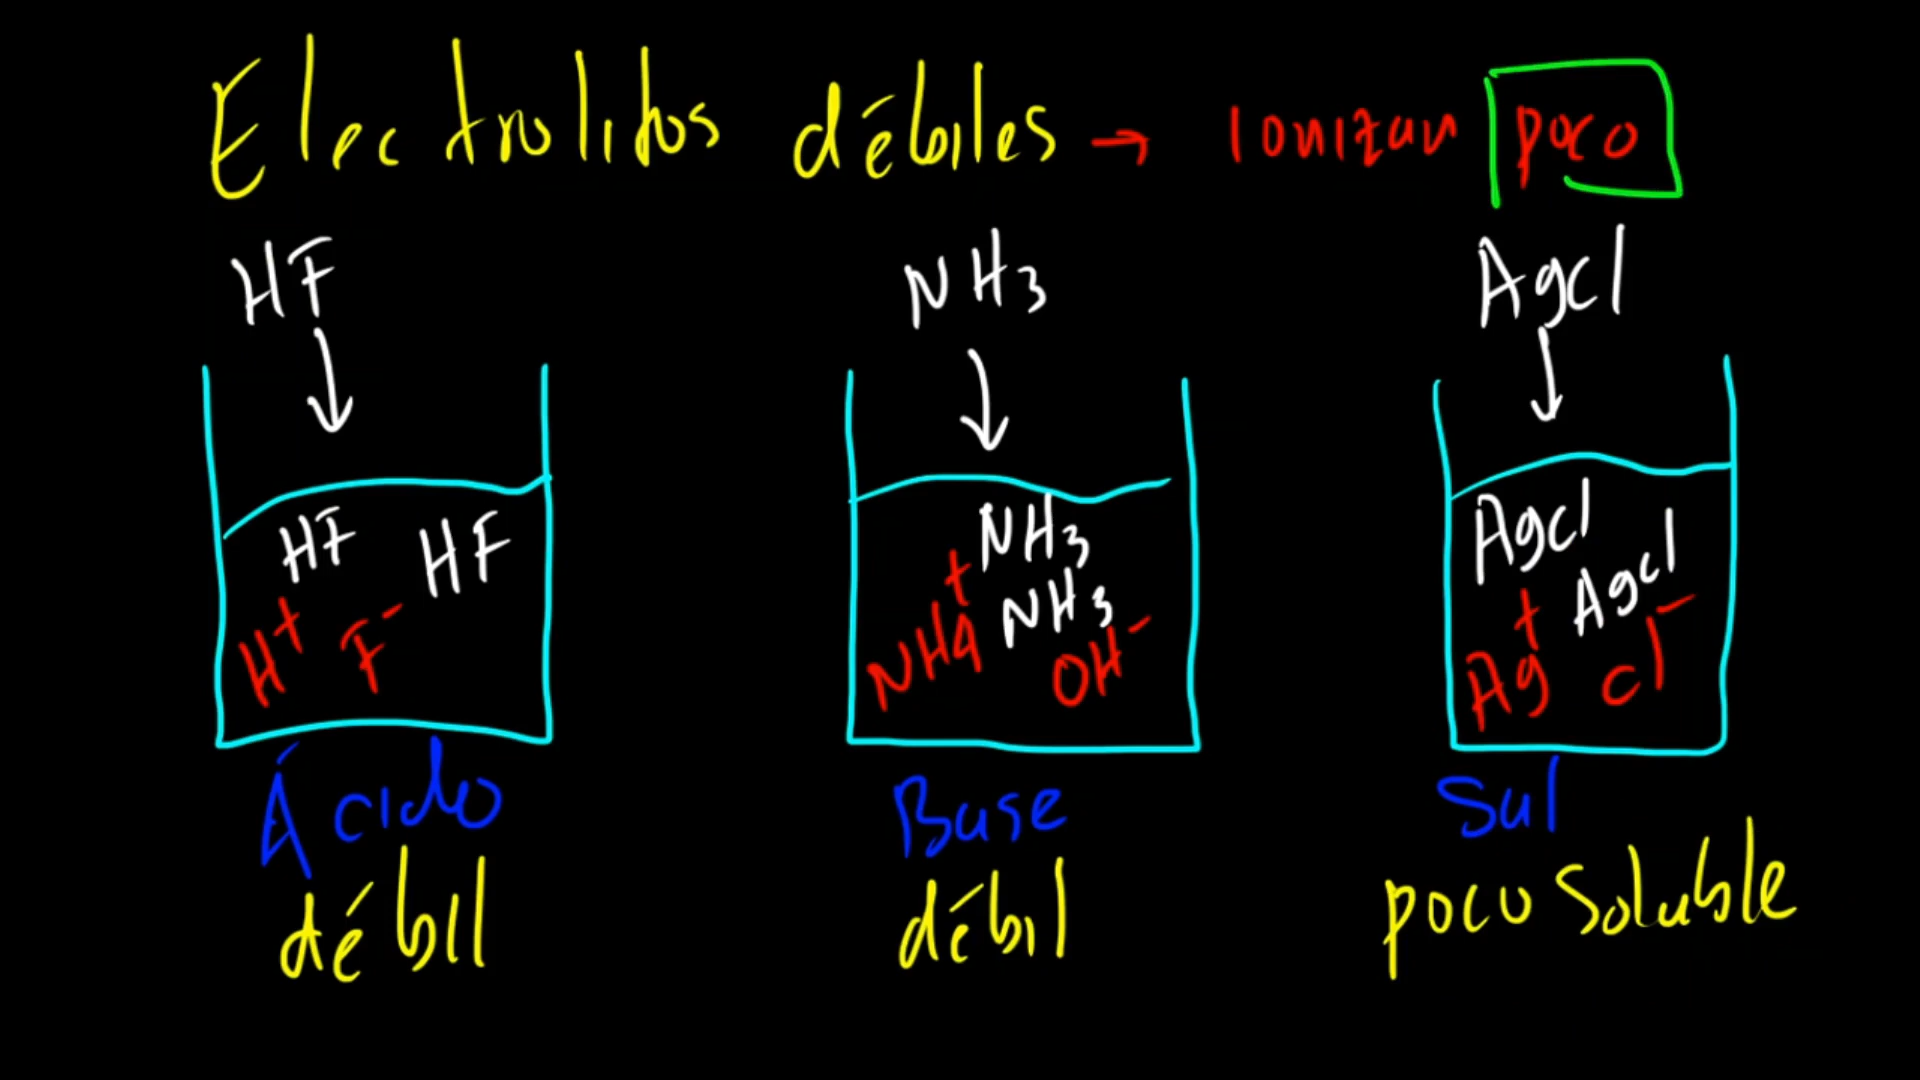 Electrolitos débiles → Ionizan poco
HF
NH3
AgCl
HF HF
H+ F-
NH3
NH3
NH4+ OH-
AgCl
AgCl
Ag+ Cl-
Ácido
débil
Base
débil
Sal
poco soluble